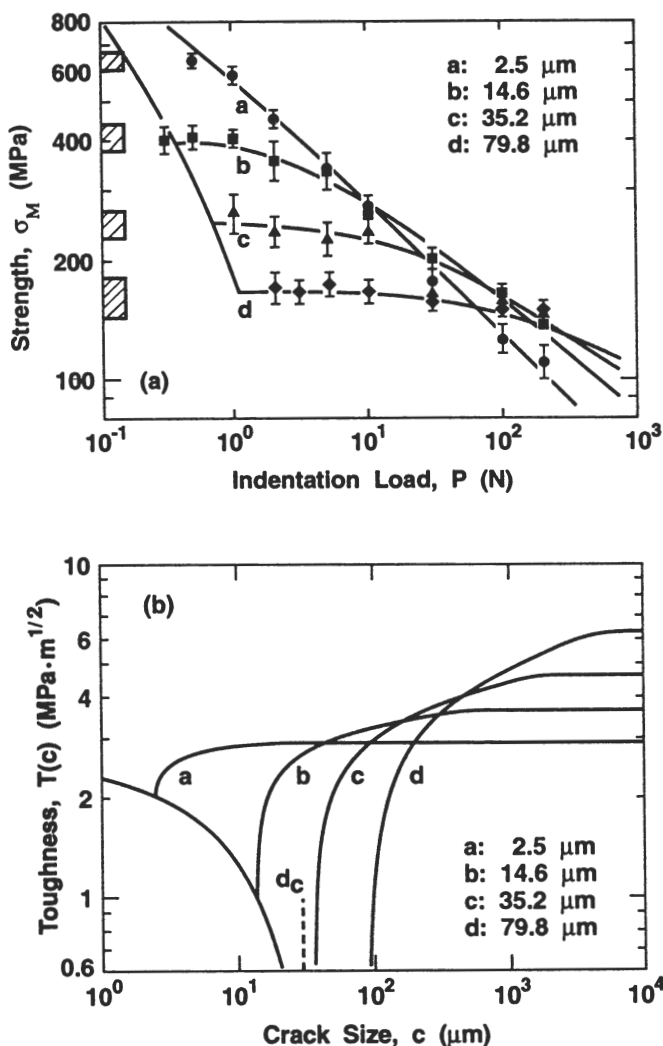 800
600
400
200
100
Strength, σM (MPa)
a: 2.5 μm
b: 14.6 μm
c: 35.2 μm
d: 79.8 μm
a
b
c
d
(a)
10-1
100
101
102
103
Indentation Load, P (N)
10
6
4
2
1
0.6
Toughness, T(c) (MPa·m1/2)
(b)
a
b
c
d
dc
a: 2.5 μm
b: 14.6 μm
c: 35.2 μm
d: 79.8 μm
100
101
102
103
104
Crack Size, c (μm)